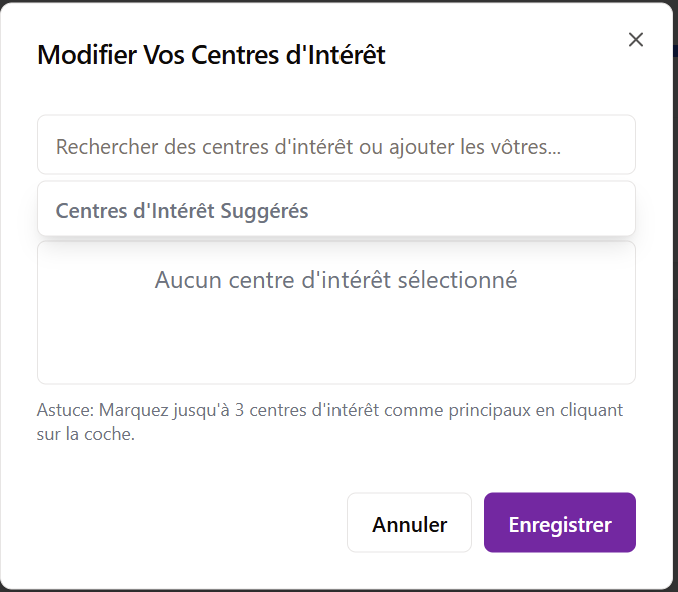 Modifier Vos Centres d'Intérêt
Rechercher des centres d'intérêt ou ajouter les vôtres...
Centres d'Intérêt Suggérés
Aucun centre d'intérêt sélectionné
Astuce: Marquez jusqu'à 3 centres d'intérêt comme principaux en cliquant
sur la coche.
Annuler
Enregistrer